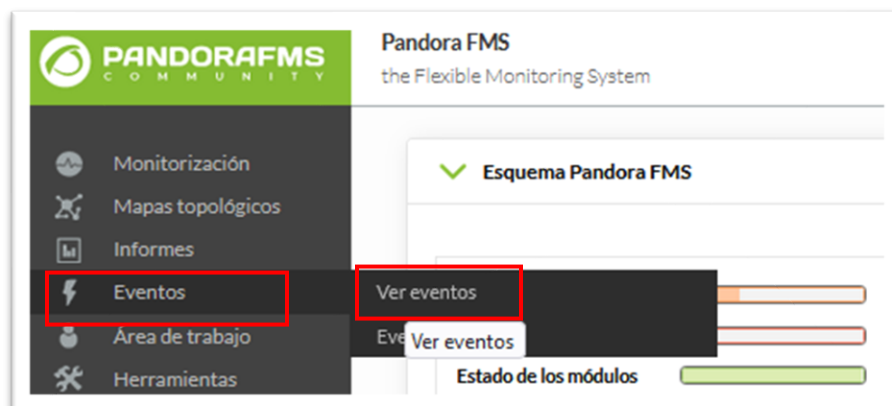 PANDORAFMS
COMMUNITY
Pandora FMS
the Flexible Monitoring System
Monitorización
Mapas topológicos
Informes
Eventos
Área de trabajo
Herramientas
Ver eventos
Eve
Ver eventos
Esquema Pandora FMS
Estado de los módulos